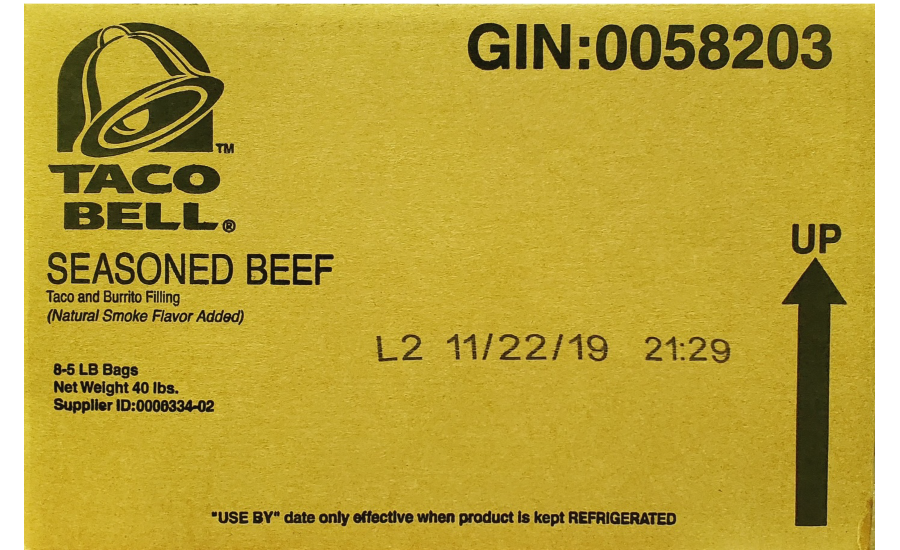 GIN:0058203
TM
TACO
BELL®
UP
SEASONED BEEF
Taco and Burrito Filling
(Natural Smoke Flavor Added)
L2 11/22/19 21:29
8-5 LB Bags
Net Weight 40 lbs.
Supplier ID:0006334-02
"USE BY" date only effective when product is kept REFRIGERATED